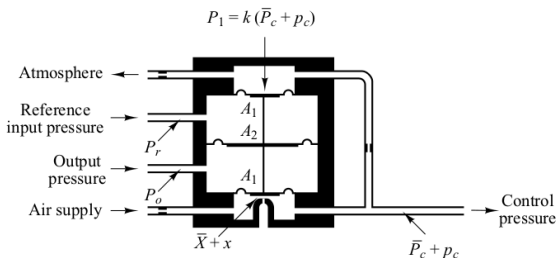 P₁ = k (P̅c + pc)
Atmosphere
Reference
input pressure
Pr
A₁
A₂
Output
pressure
Po
A₁
Air supply
X̅ + x
Control
pressure
P̅c + pc